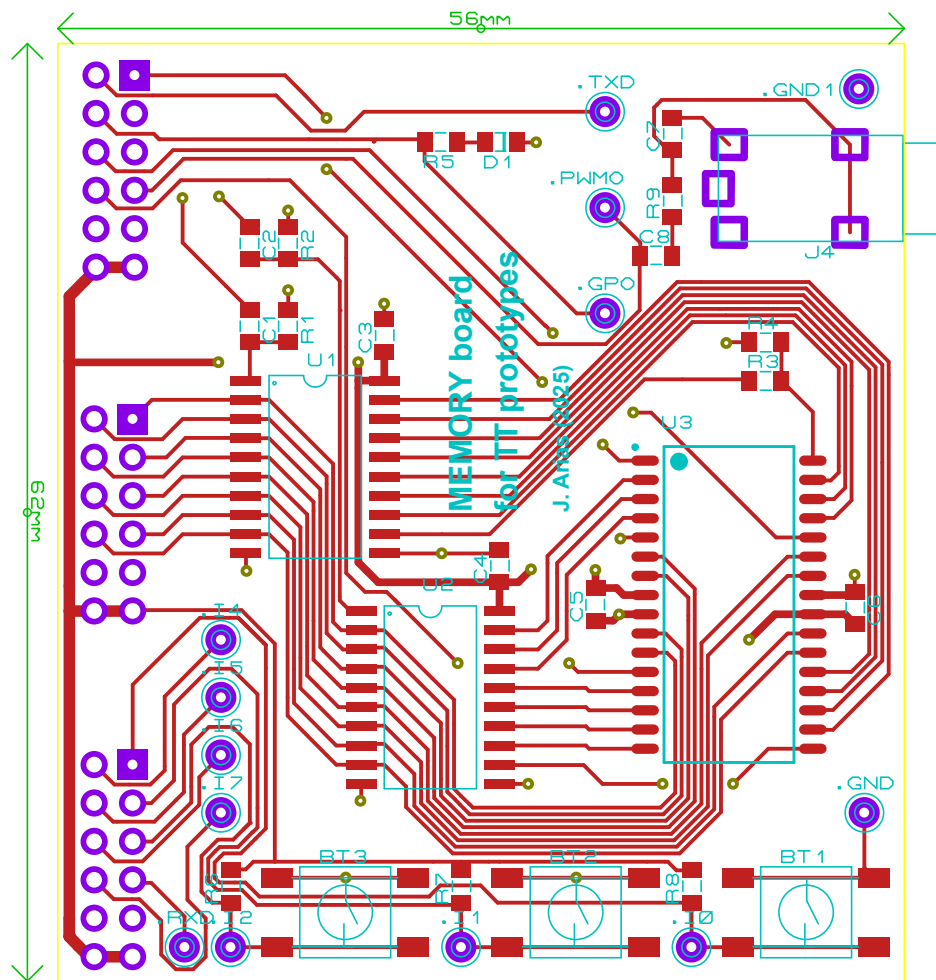 56mm
.TXD
.GND1
C7
R5
D1
.PWMO
R9
C8
J4
C2
R2
.GPO
C1
R1
C3
U1
R4
R3
MEMORY board
for TT prototypes
J. Arias (2025)
U3
62mm
C4
U2
C5
C6
.I4
.I5
.I6
.I7
.GND
BT3
BT2
BT1
R6
R7
R8
.RXD
.I2
.I1
.I0